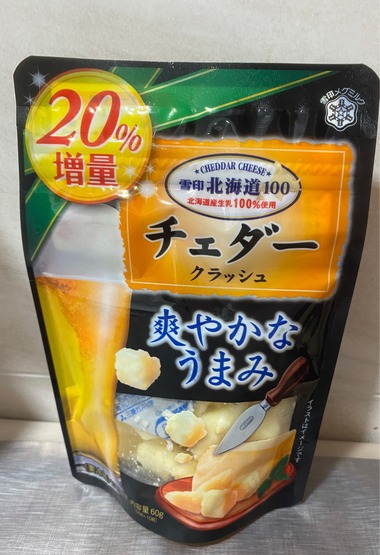 雪印メグミルク
20%
増量
CHEDDAR CHEESE
雪印北海道100
北海道産生乳100%使用
チェダー
クラッシュ
爽やかな
うまみ
イラストはイメージです
内容量60g